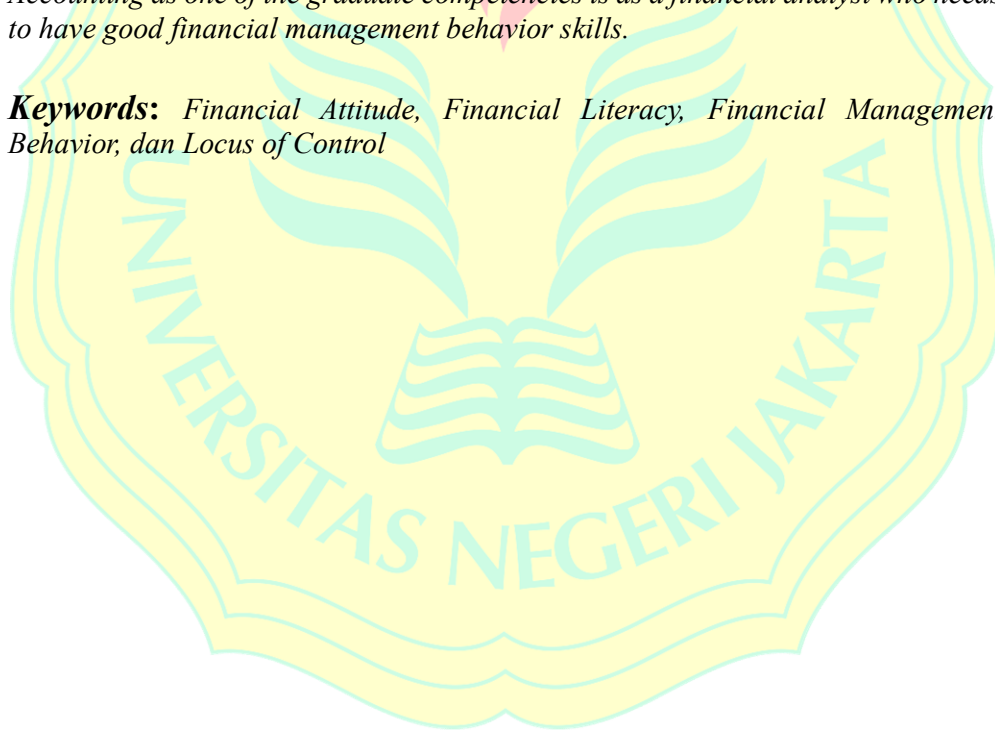 Accounting as one of the graduate competencies is as a financial analyst who needs
to have good financial management behavior skills.
Keywords: Financial Attitude, Financial Literacy, Financial Managemen
Behavior, dan Locus of Control
UNIVERSITAS NEGERI JAKARTA